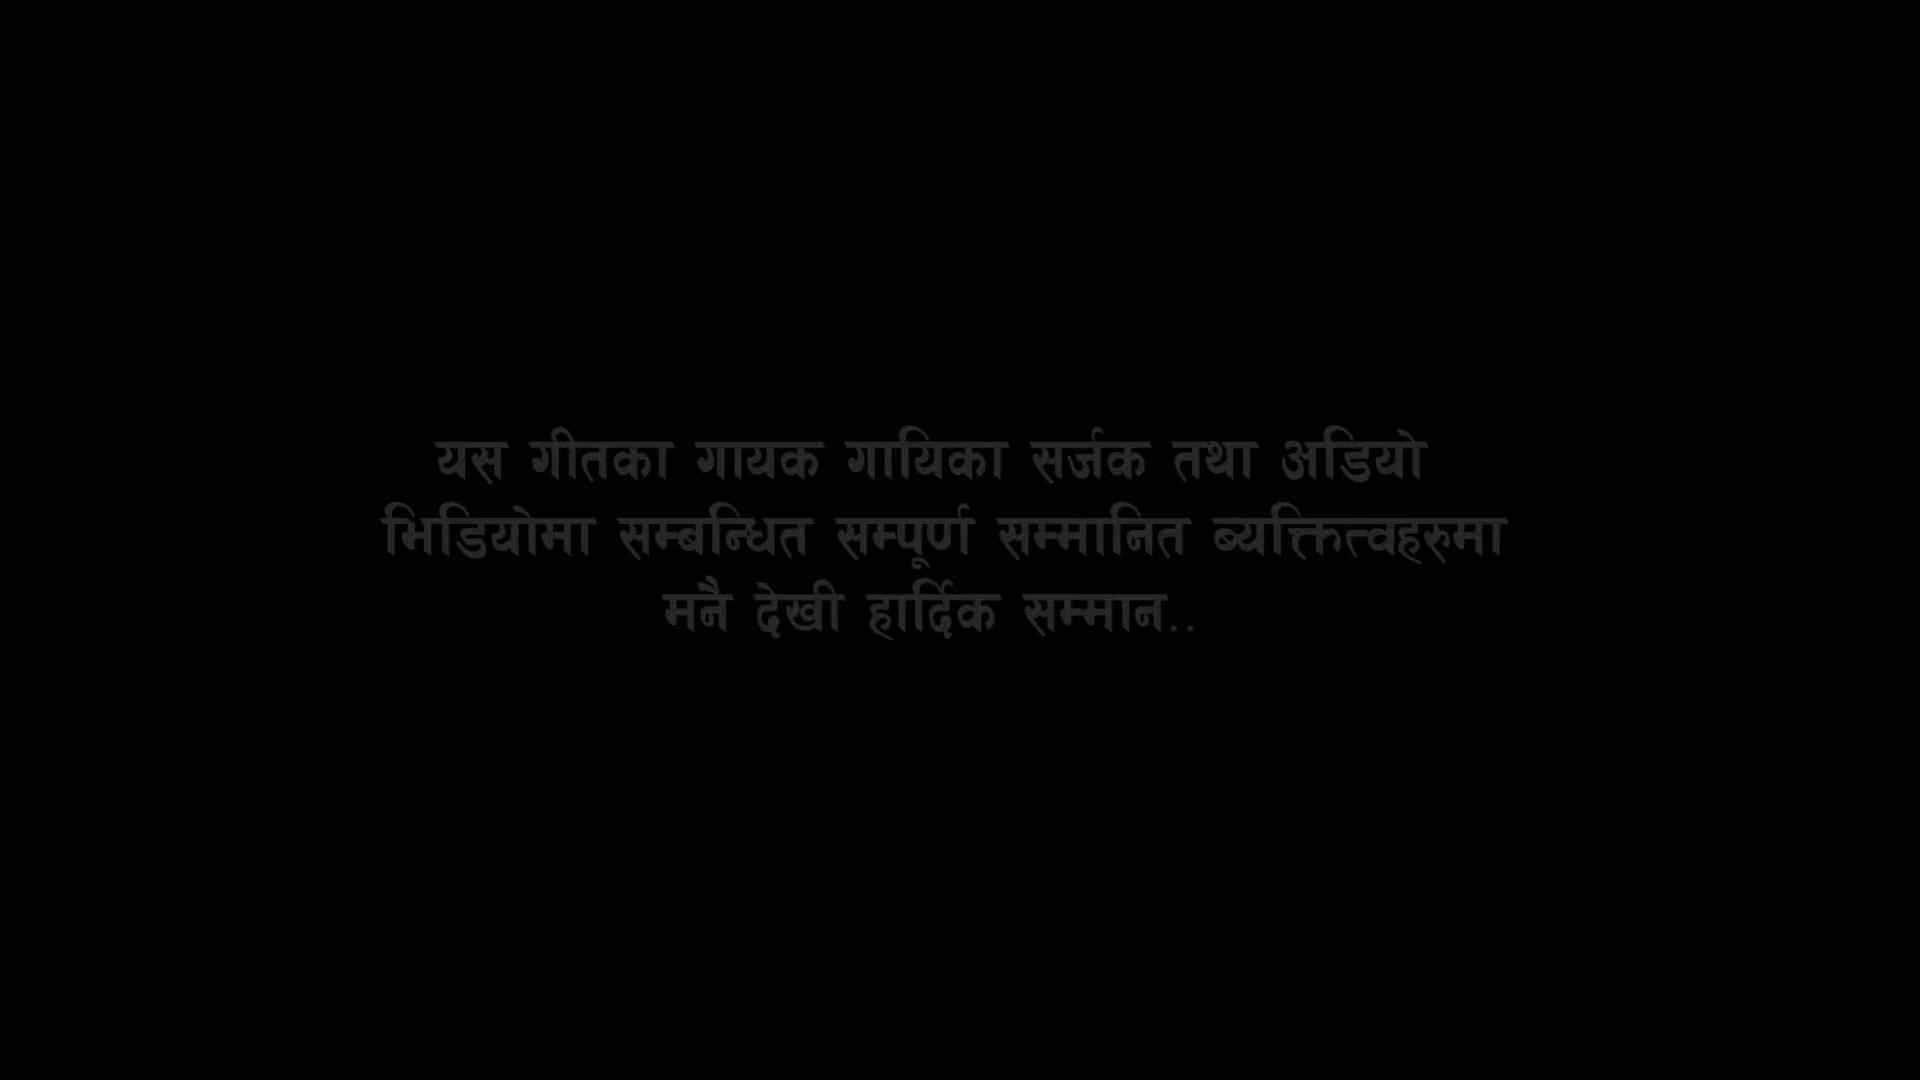 यस गीतका गायक गायिका सर्जक तथा अडियो
भिडियोमा सम्बन्धित सम्पूर्ण सम्मानित ब्यक्तित्वहरुमा
मनै देखी हार्दिक सम्मान..